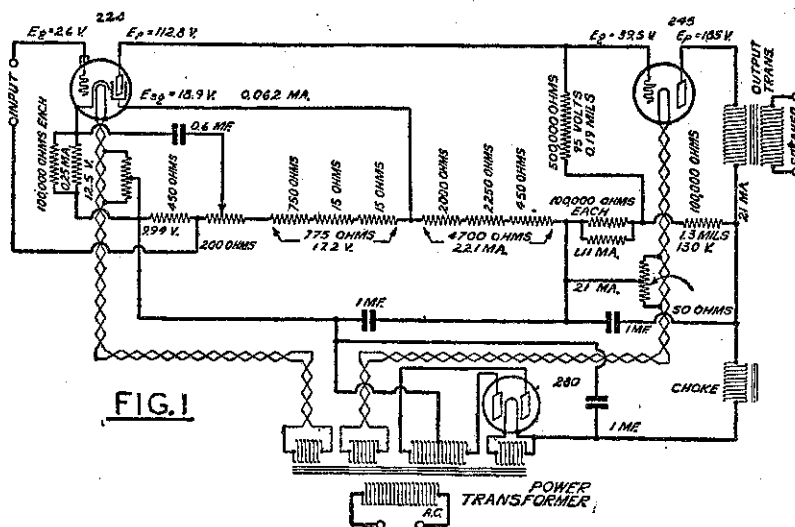 224
245
Eg=2.6 V.
Ep=112.8 V.
Eg=39.5 V.
Ep=185 V.
INPUT
OUTPUT TRANS.
SPEAKER
Esg=18.9 V.
0.062 MA.
0.6 MF.
100,000 OHMS EACH
0.25 MA.
12.5 V.
500,000 OHMS
95 VOLTS
0.19 MILS
450 OHMS
9.94 V.
200 OHMS
750 OHMS
15 OHMS
15 OHMS
775 OHMS
17.2 V.
2000 OHMS
2,250 OHMS
450 OHMS
4700 OHMS
22.1 MA.
100,000 OHMS
EACH
1.11 MA.
100,000 OHMS
1.3 MILS
130 V.
21 MA
21 MA.
50 OHMS
1 MF.
1 MF.
CHOKE
280
1 MF.
FIG. 1
POWER
TRANSFORMER
A.C.